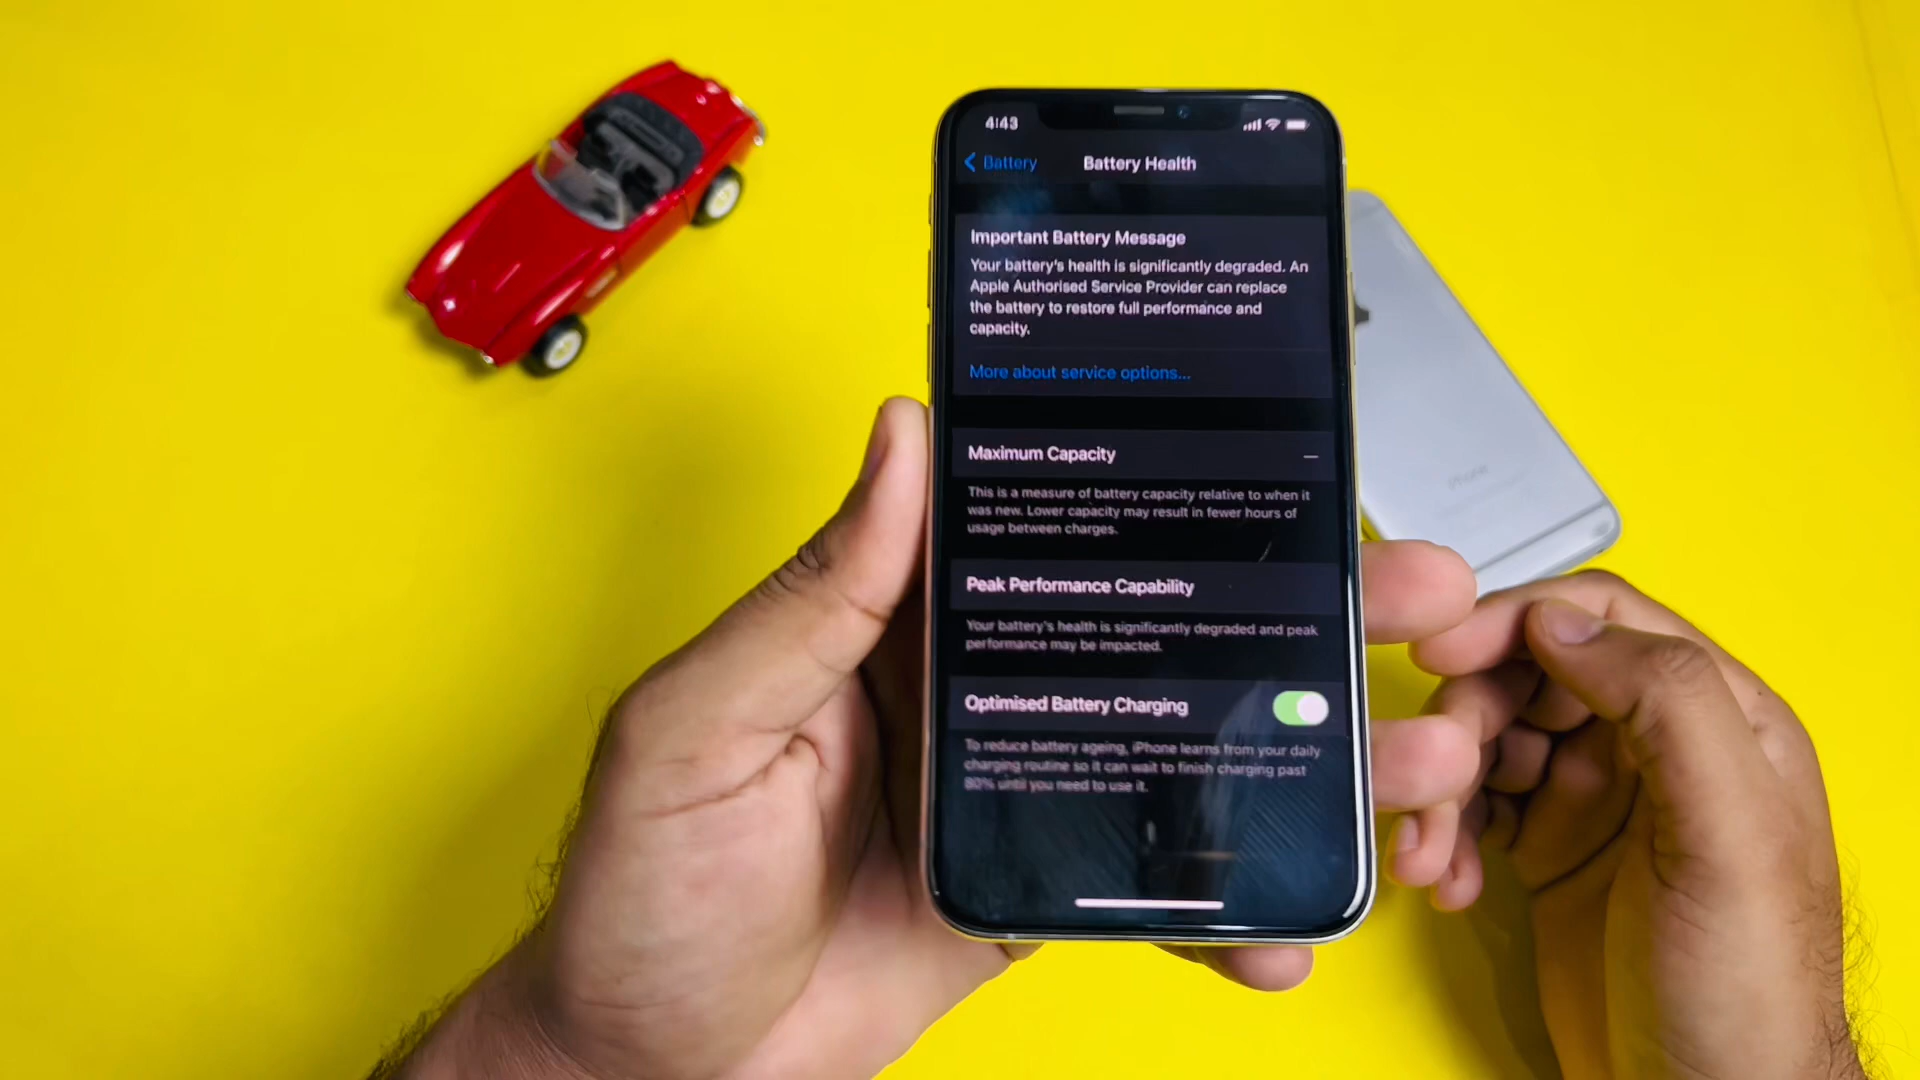 4:43
Battery
Battery Health
Important Battery Message
Your battery's health is significantly degraded. An
Apple Authorised Service Provider can replace
the battery to restore full performance and
capacity.
More about service options...
Maximum Capacity —
This is a measure of battery capacity relative to when it
was new. Lower capacity may result in fewer hours of
usage between charges.
Peak Performance Capability
Your battery's health is significantly degraded and peak
performance may be impacted.
Optimised Battery Charging
To reduce battery ageing, iPhone learns from your daily
charging routine so it can wait to finish charging past
80% until you need to use it.
iPhone